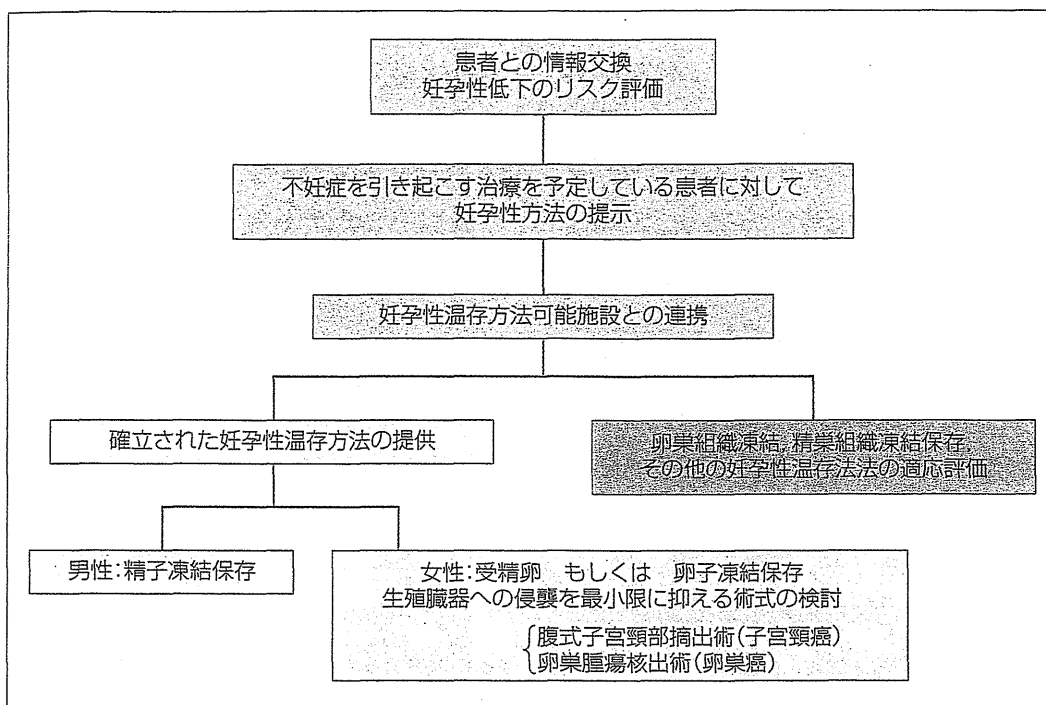 患者との情報交換
妊孕性低下のリスク評価
不妊症を引き起こす治療を予定している患者に対して
妊孕性方法の提示
妊孕性温存方法可能施設との連携
確立された妊孕性温存方法の提供
卵巣組織凍結，精巣組織凍結保存，
その他の妊孕性温存法法の適応評価
男性：精子凍結保存
女性：受精卵　もしくは　卵子凍結保存
生殖臓器への侵襲を最小限に抑える術式の検討
腹式子宮頸部摘出術（子宮頸癌）
卵巣腫瘍核出術（卵巣癌）